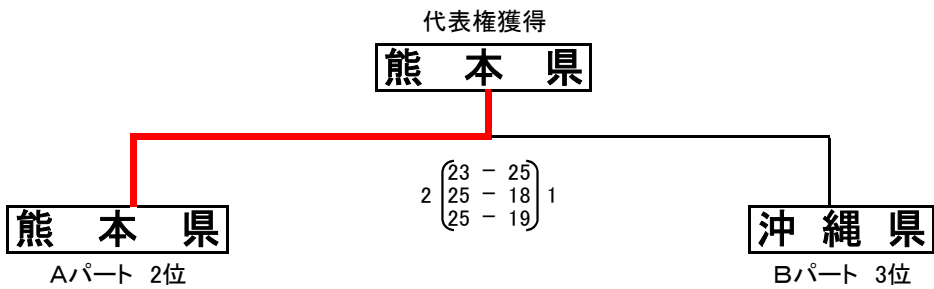 代表権獲得
熊 本 県
23 － 25
2 25 － 18 1
25 － 19
熊 本 県
沖 縄 県
Ａパート 2位
Ｂパート 3位